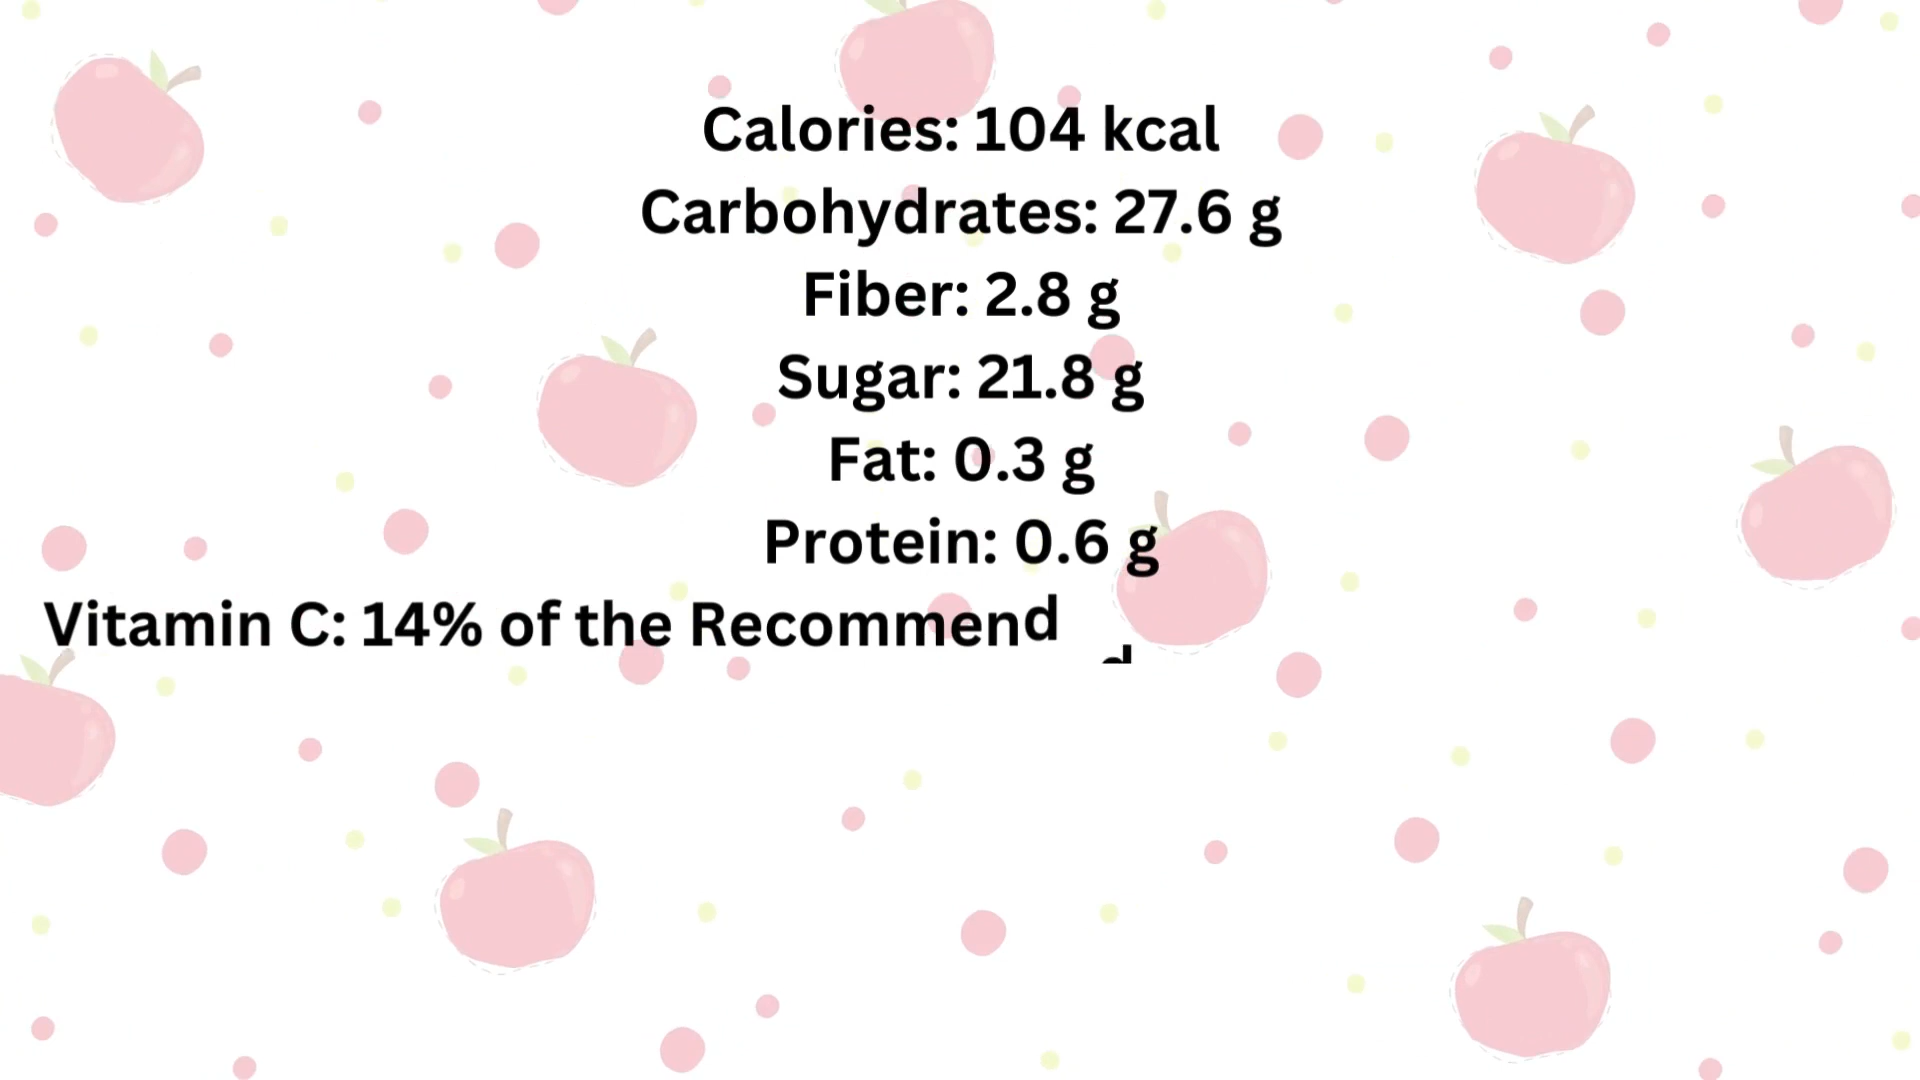 Calories: 104 kcal
Carbohydrates: 27.6 g
Fiber: 2.8 g
Sugar: 21.8 g
Fat: 0.3 g
Protein: 0.6 g
Vitamin C: 14% of the Recommend